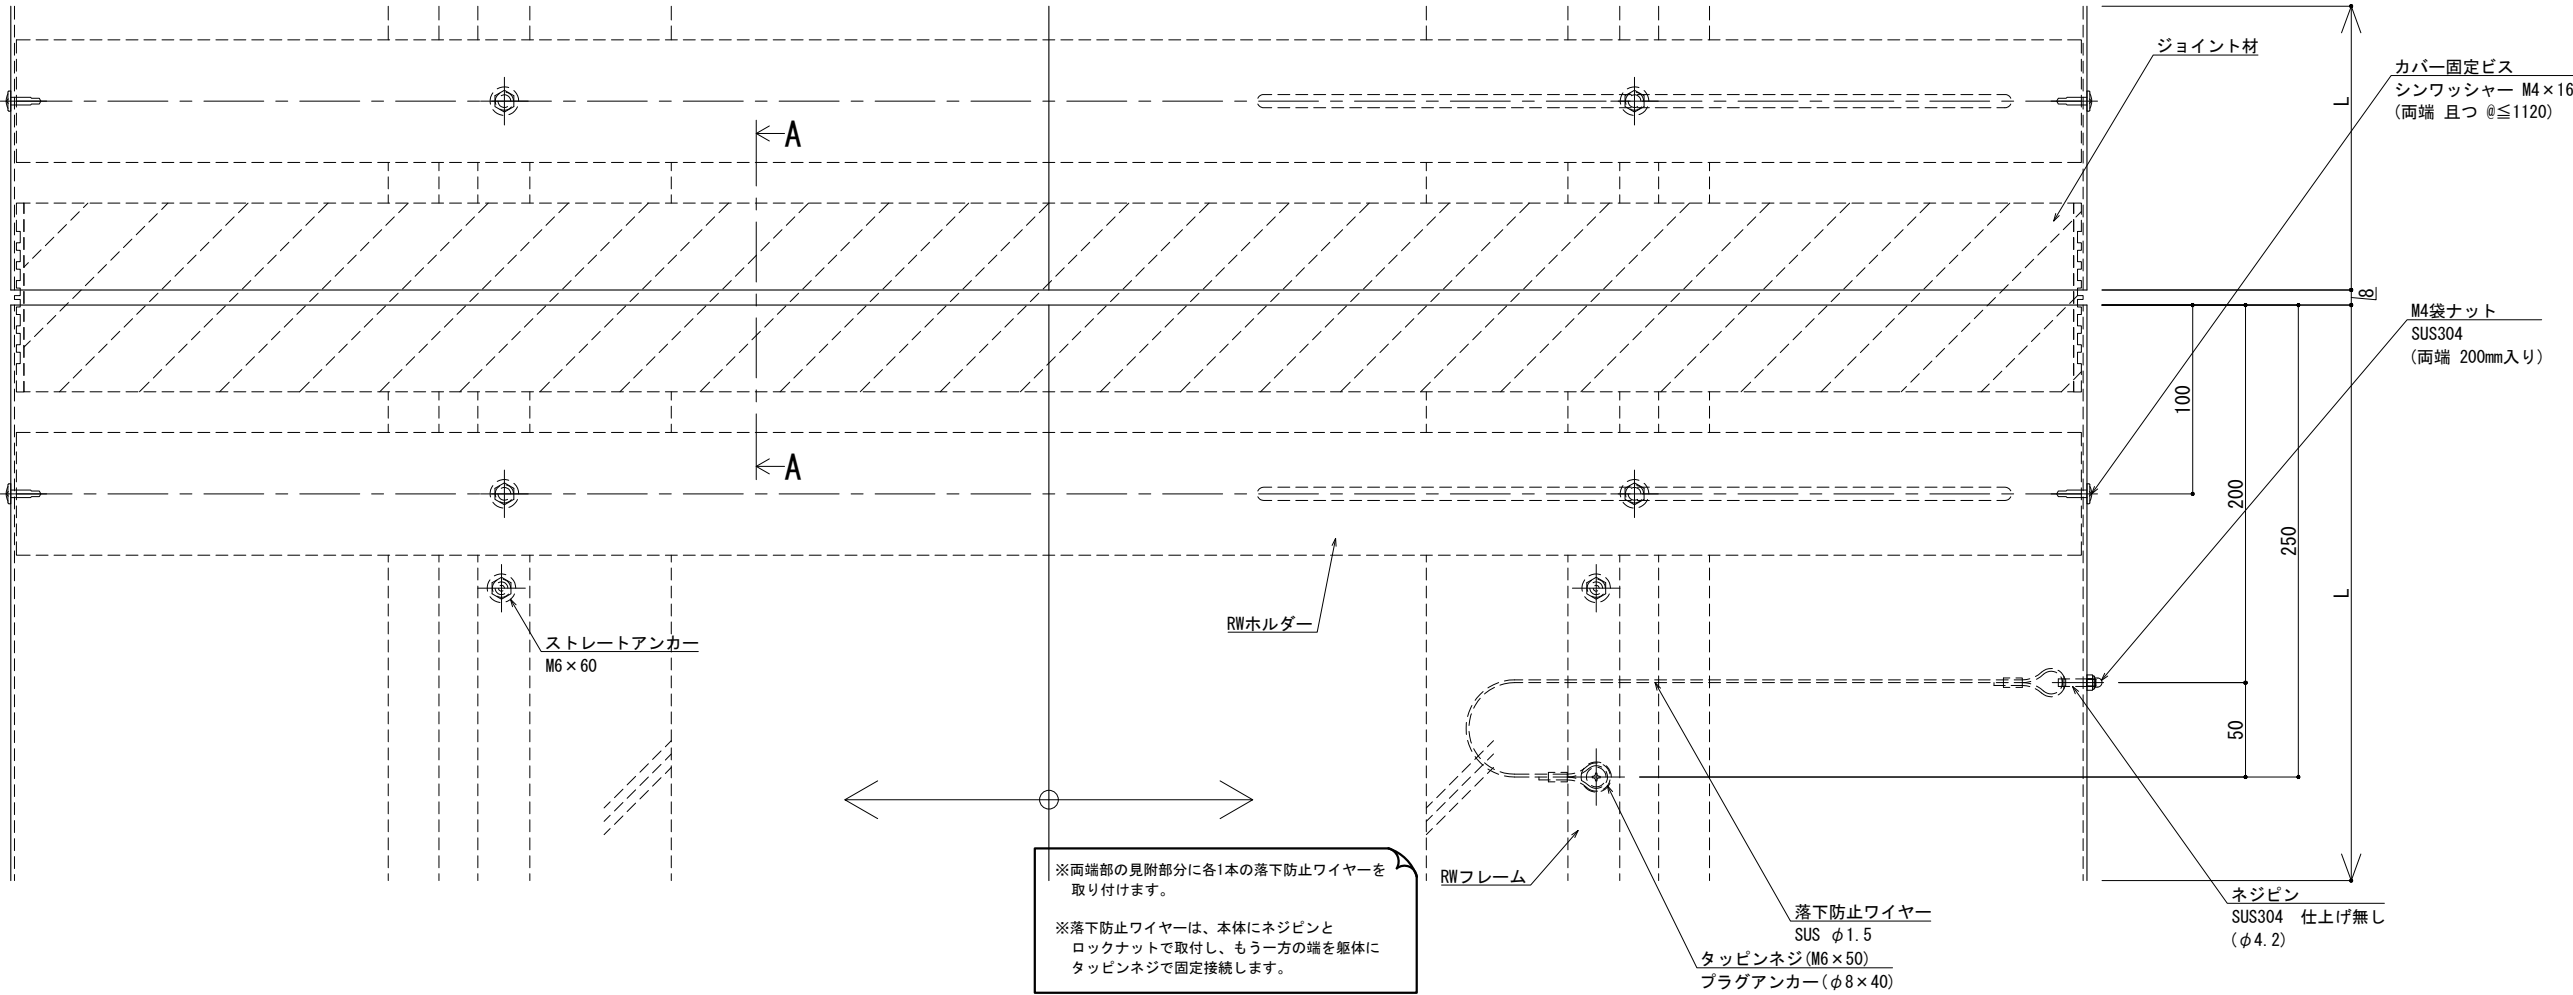 ジョイント材
カバー固定ビス
シンワッシャー M4×16
(両端 且つ @≦1120)
L
A
8
M4袋ナット
SUS304
(両端 200mm入り)
100
A
200
250
L
RWホルダー
ストレートアンカー
M6×60
50
※両端部の見附部分に各1本の落下防止ワイヤーを
取り付けます。
※落下防止ワイヤーは、本体にネジピンと
ロックナットで取付し、もう一方の端を躯体に
タッピンネジで固定接続します。
RWフレーム
落下防止ワイヤー
SUS φ1.5
タッピンネジ(M6×50)
プラグアンカー(φ8×40)
ネジピン
SUS304 仕上げ無し
(φ4.2)